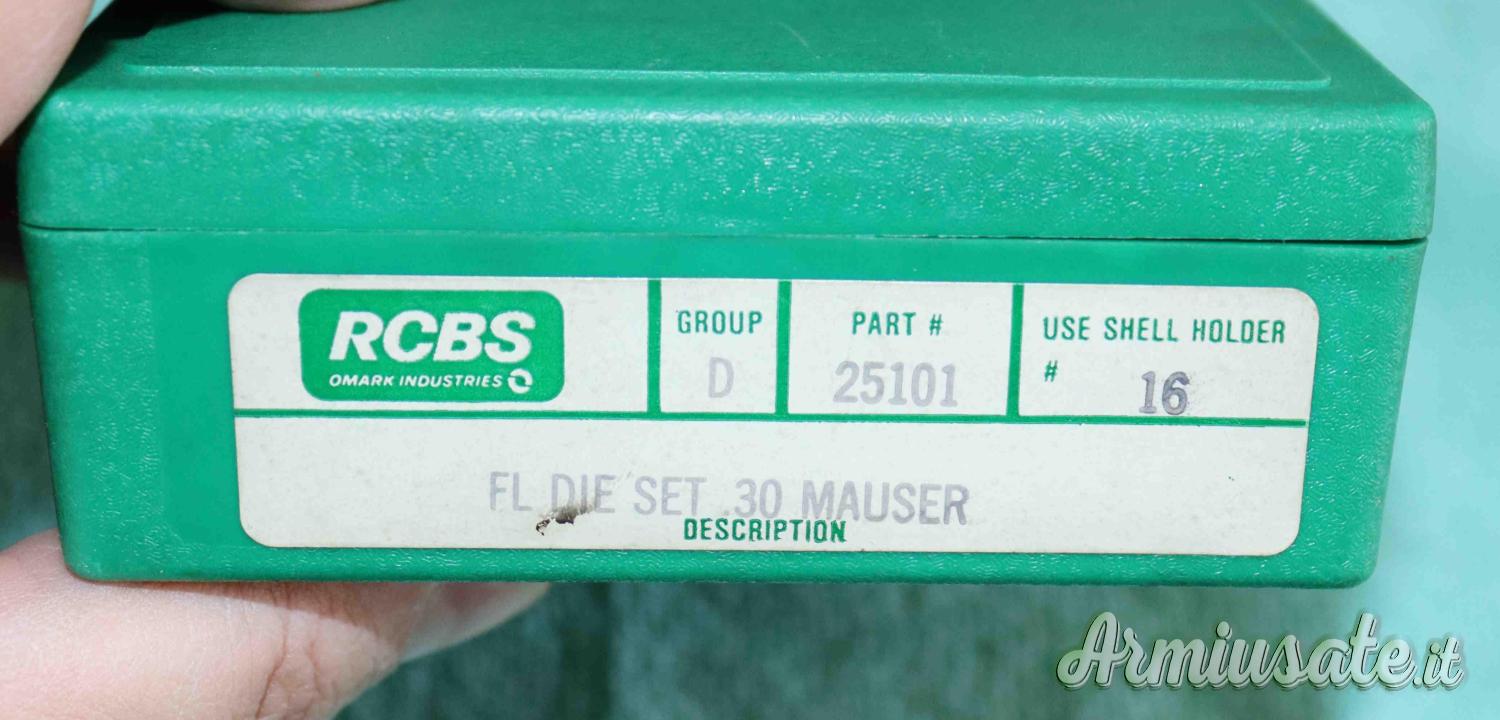 RCBS
OMARK INDUSTRIES
GROUP
D
PART #
25101
USE SHELL HOLDER
# 16
FL DIE SET .30 MAUSER
DESCRIPTION
Armiusate.it